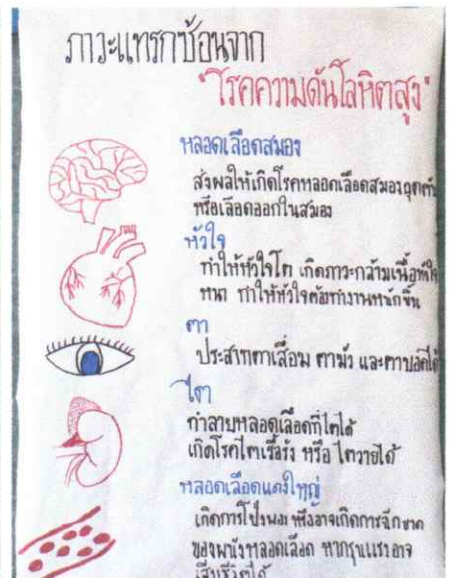 ภาวะแทรกซ้อนจาก
"โรคความดันโลหิตสูง"
หลอดเลือดสมอง
ส่งผลให้เกิดโรคหลอดเลือดสมองอุดตัน
หรือเลือดออกในสมอง
หัวใจ
ทำให้หัวใจโต เกิดภาวะกล้ามเนื้อหัวใจ
หนา ทำให้หัวใจต้องทำงานหนักขึ้น
ตา
ประสาทตาเสื่อม ตามัว และตาบอดได้
ไต
ทำลายหลอดเลือดที่ไตได้
เกิดโรคไตเรื้อรัง หรือ ไตวายได้
หลอดเลือดแดงใหญ่
เกิดการโป่งพอง หรืออาจเกิดการฉีกขาด
ของผนังหลอดเลือด หากรุนแรงอาจ
เสียชีวิตได้